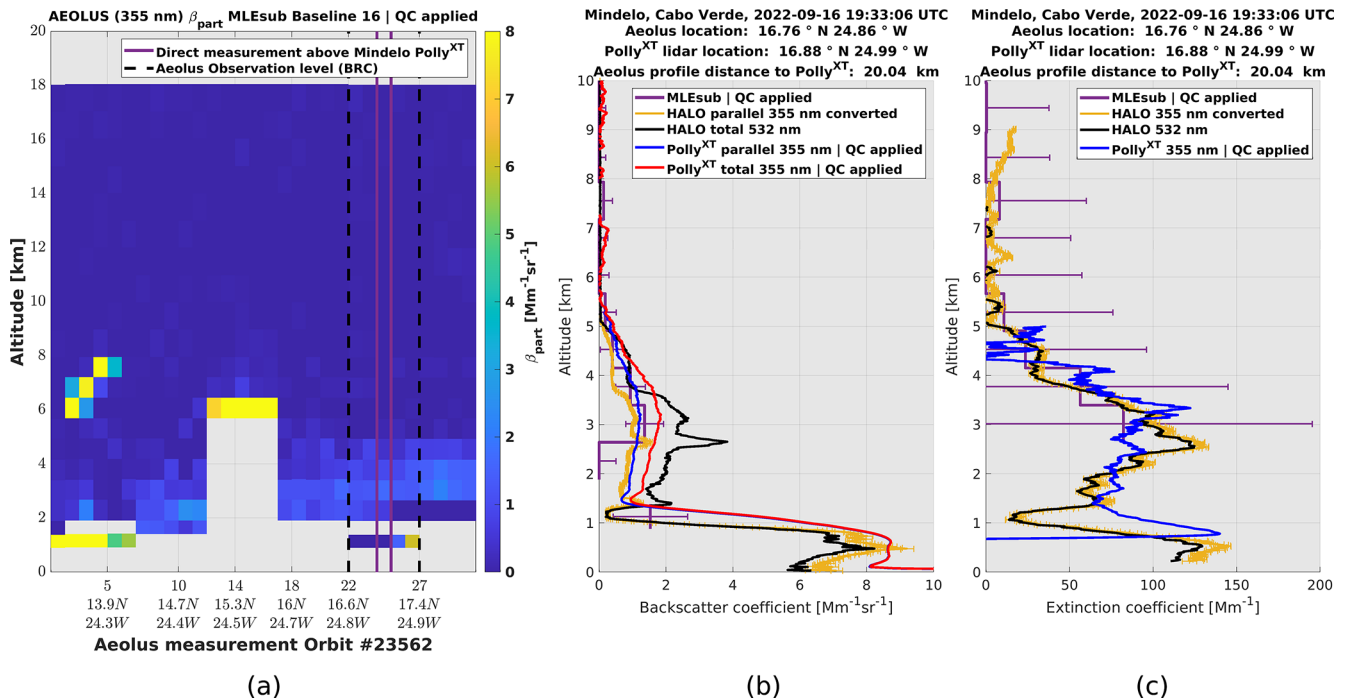 AEOLUS (355 nm) βpart MLEsub Baseline 16 | QC applied
Direct measurement above Mindelo PollyXT
Aeolus Observation level (BRC)
20
18
16
14
12
10
8
6
4
2
0
Altitude [km]
5 10 14 18 22 27
13.9N 14.7N 15.3N 16N 16.6N 17.4N
24.3W 24.4W 24.5W 24.7W 24.8W 24.9W
Aeolus measurement Orbit #23562
8
7
6
5
4
3
2
1
0
βpart [Mm-1sr-1]
(a)
Mindelo, Cabo Verde, 2022-09-16 19:33:06 UTC
Aeolus location: 16.76 ° N 24.86 ° W
PollyXT lidar location: 16.88 ° N 24.99 ° W
Aeolus profile distance to PollyXT: 20.04 km
MLEsub | QC applied
HALO parallel 355 nm converted
HALO total 532 nm
PollyXT parallel 355 nm | QC applied
PollyXT total 355 nm | QC applied
10
9
8
7
6
5
4
3
2
1
0
Altitude [km]
0 2 4 6 8 10
Backscatter coefficient [Mm-1sr-1]
(b)
Mindelo, Cabo Verde, 2022-09-16 19:33:06 UTC
Aeolus location: 16.76 ° N 24.86 ° W
PollyXT lidar location: 16.88 ° N 24.99 ° W
Aeolus profile distance to PollyXT: 20.04 km
MLEsub | QC applied
HALO 355 nm converted
HALO 532 nm
PollyXT 355 nm | QC applied
10
9
8
7
6
5
4
3
2
1
0
Altitude [km]
0 50 100 150 200
Extinction coefficient [Mm-1]
(c)